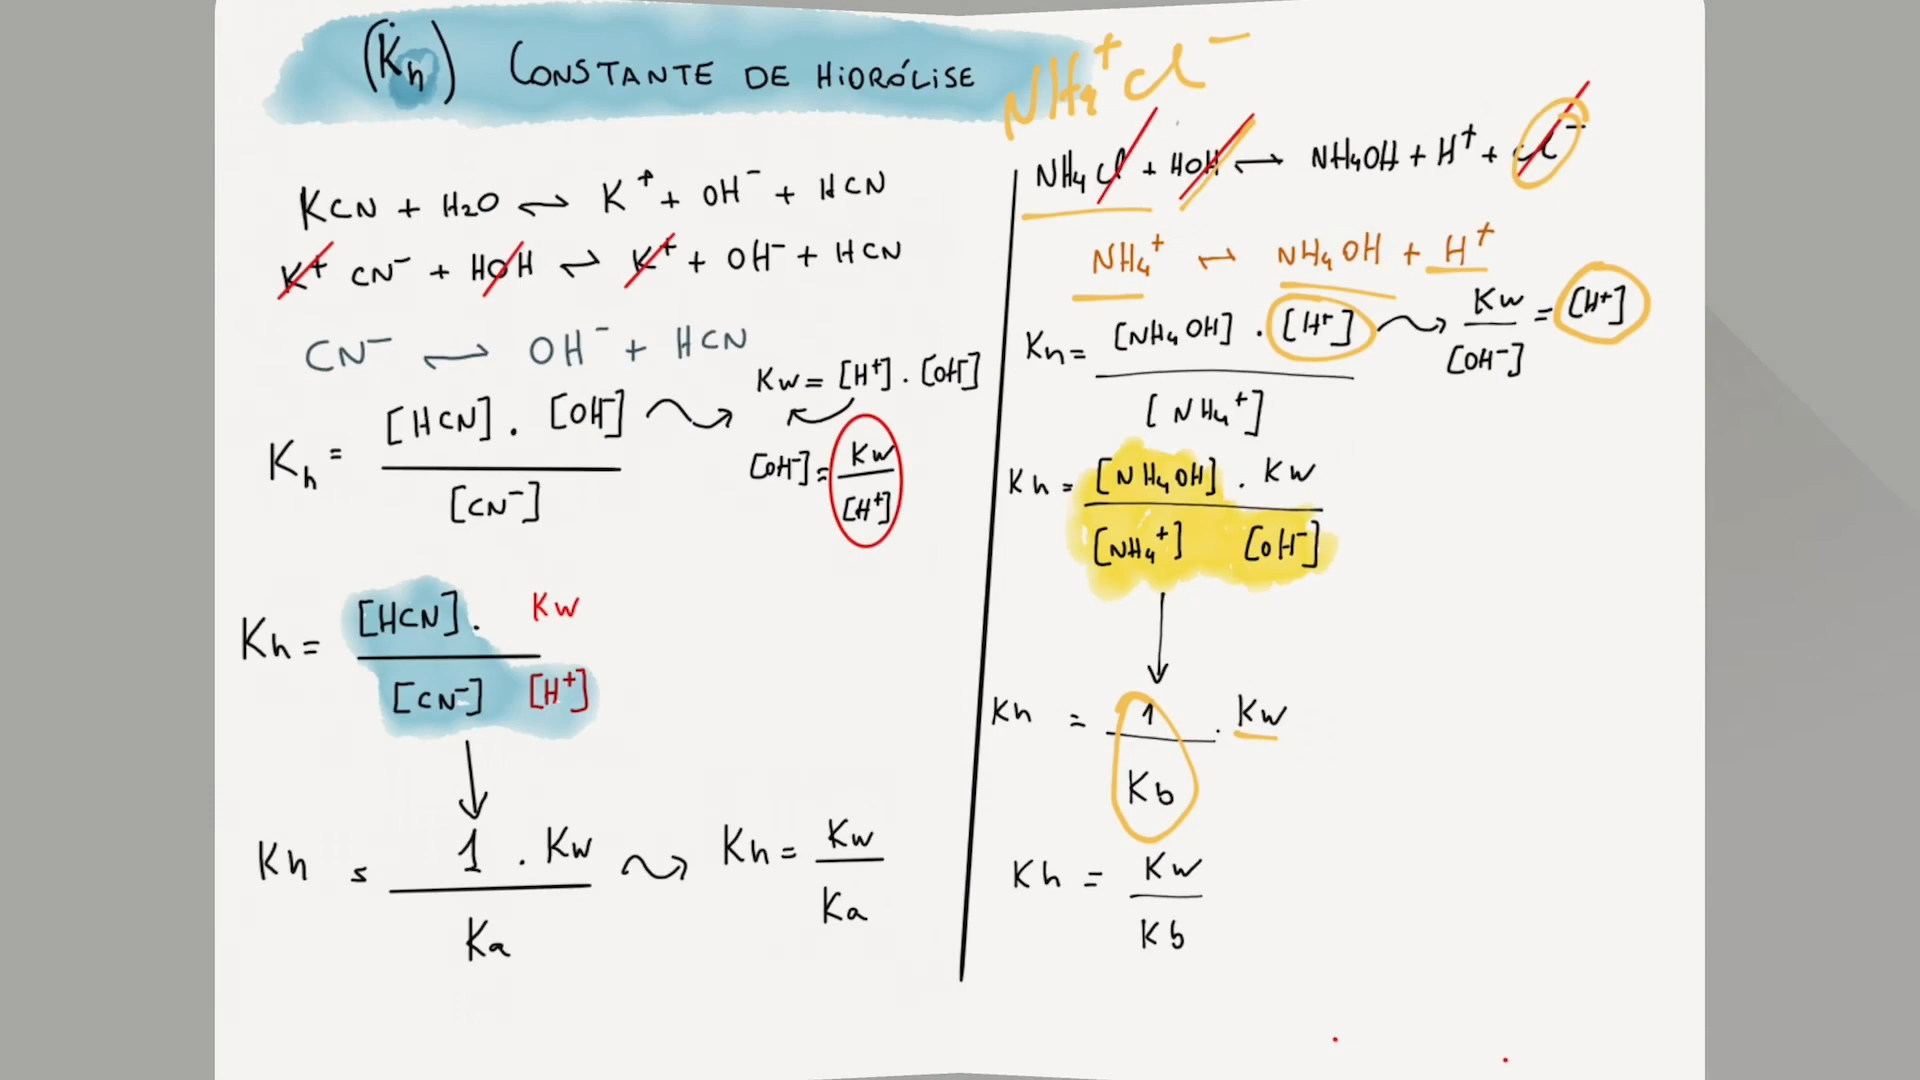 (Kh) CONSTANTE DE HIDRÓLISE
KCN + H₂O ⇌ K⁺ + OH⁻ + HCN
K⁺ CN⁻ + HOH ⇌ K⁺ + OH⁻ + HCN
CN⁻ ⇌ OH⁻ + HCN
Kw = [H⁺] . [OH⁻]
Kh = [HCN] . [OH⁻]
[CN⁻]
[OH⁻] = Kw
[H⁺]
Kh = [HCN] . Kw
[CN⁻] [H⁺]
Kh = 1 . Kw
Ka
Kh = Kw
Ka
NH₄⁺ Cl⁻
NH₄Cl + HOH ⇌ NH₄OH + H⁺ + Cl⁻
NH₄⁺ ⇌ NH₄OH + H⁺
Kh = [NH₄OH] . [H⁺]
[NH₄⁺]
Kw = [H⁺]
[OH⁻]
Kh = [NH₄OH] . Kw
[NH₄⁺] [OH⁻]
Kh = 1 . Kw
Kb
Kh = Kw
Kb